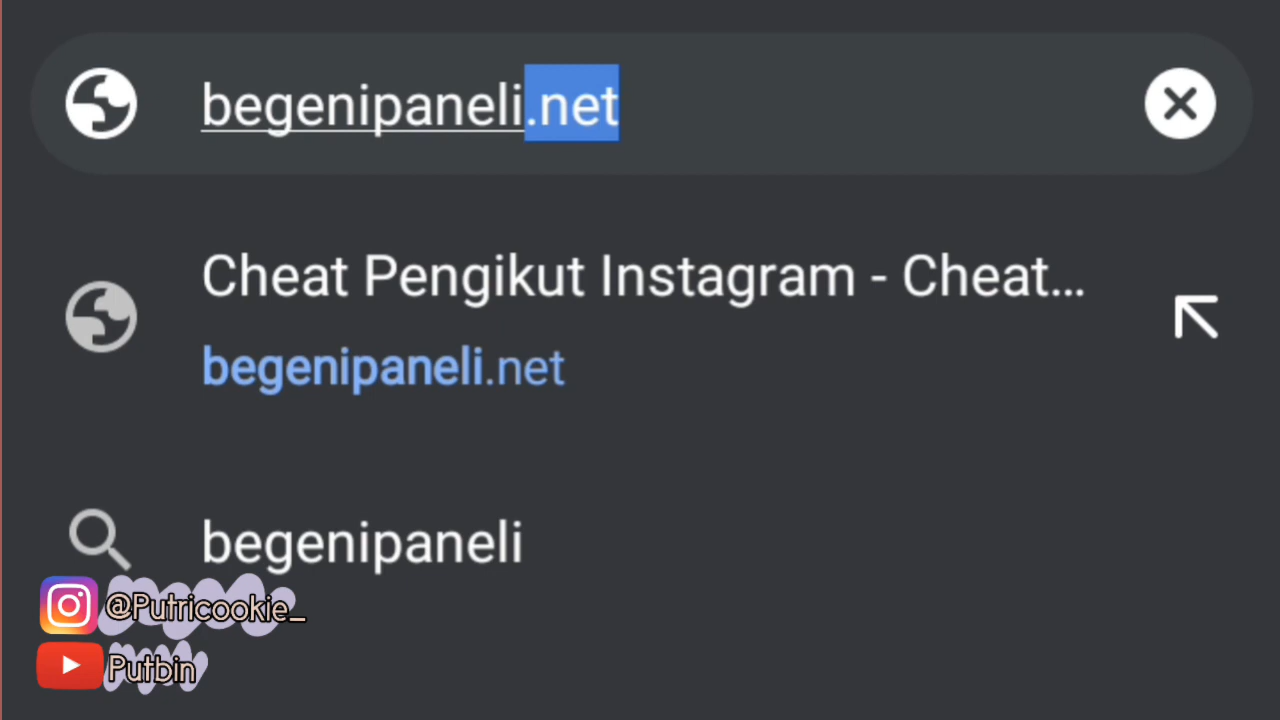 begenipaneli.net
Cheat Pengikut Instagram - Cheat...
begenipaneli.net
begenipaneli
@Putricookie_
Putbin